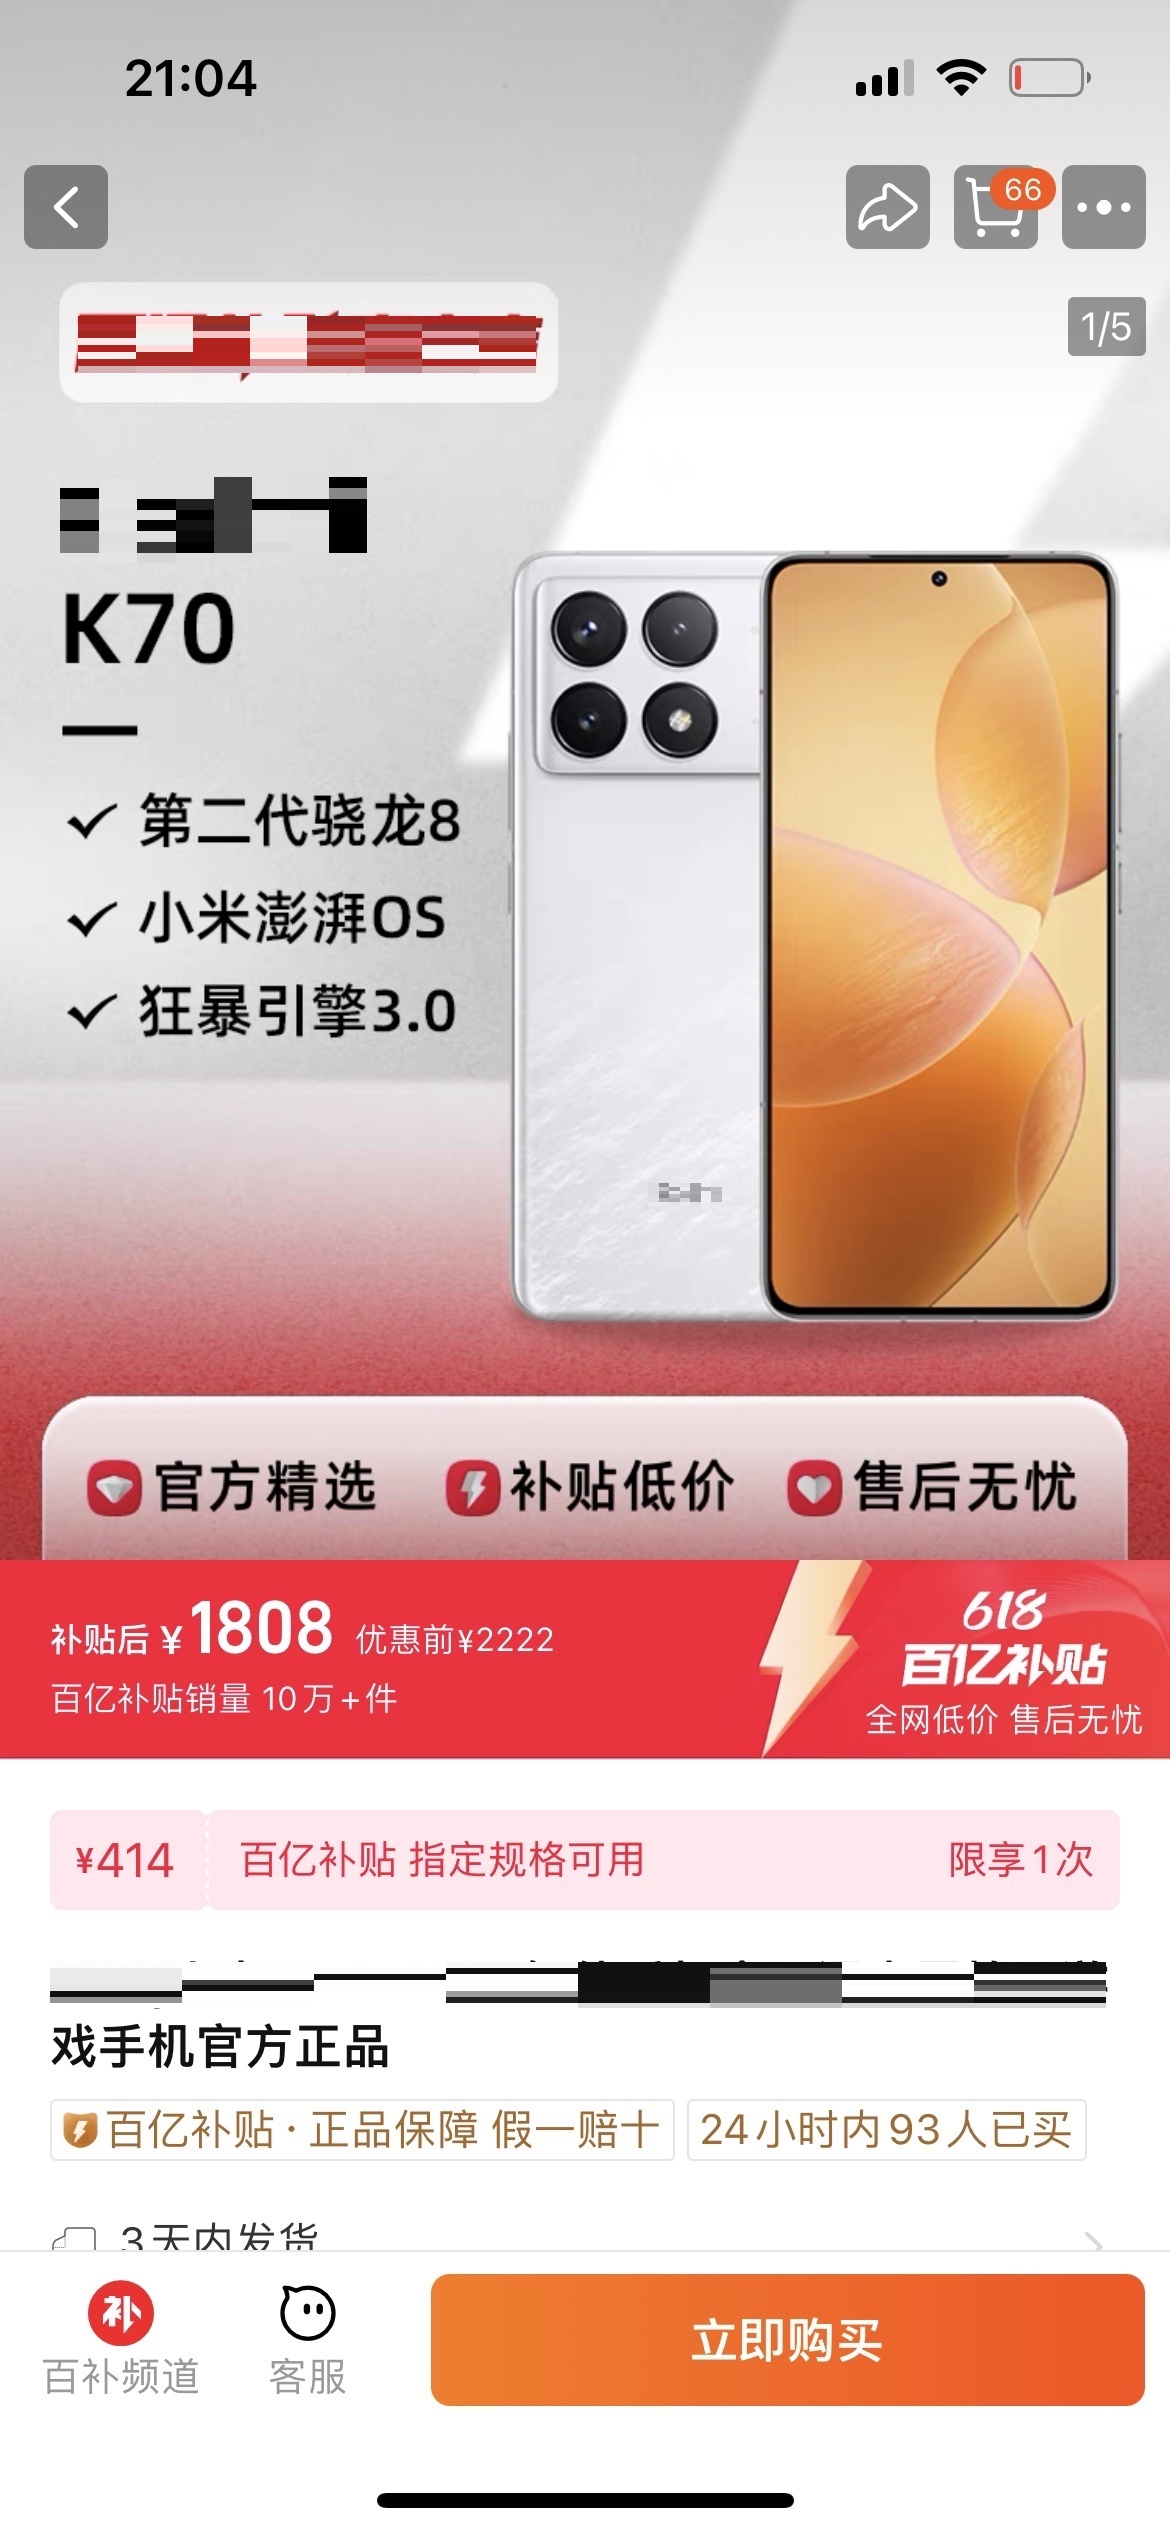 21:04
66
1/5
K70
第二代骁龙8
小米澎湃OS
狂暴引擎3.0
官方精选 补贴低价 售后无忧
补贴后 ¥1808 优惠前¥2222
百亿补贴销量 10万+件
618
百亿补贴
全网低价 售后无忧
¥414 百亿补贴 指定规格可用 限享1次
戏手机官方正品
百亿补贴·正品保障 假一赔十 24小时内93人已买
3天内发货
补
百补频道 客服 立即购买